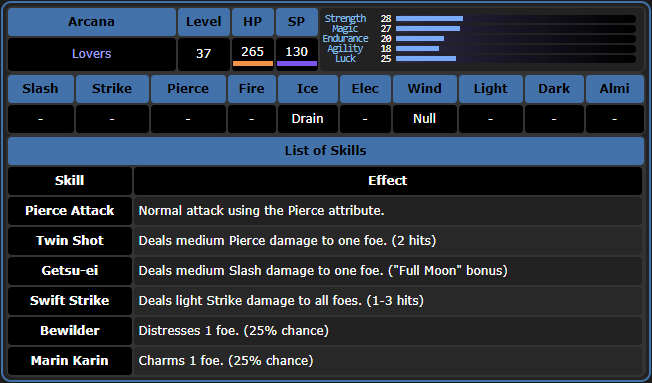 Arcana Level HP SP
Lovers 37 265 130
Strength 28
Magic 27
Endurance 20
Agility 18
Luck 25
Slash Strike Pierce Fire Ice Elec Wind Light Dark Almi
- - - - Drain - Null - - -
List of Skills
Skill Effect
Pierce Attack Normal attack using the Pierce attribute.
Twin Shot Deals medium Pierce damage to one foe. (2 hits)
Getsu-ei Deals medium Slash damage to one foe. ("Full Moon" bonus)
Swift Strike Deals light Strike damage to all foes. (1-3 hits)
Bewilder Distresses 1 foe. (25% chance)
Marin Karin Charms 1 foe. (25% chance)